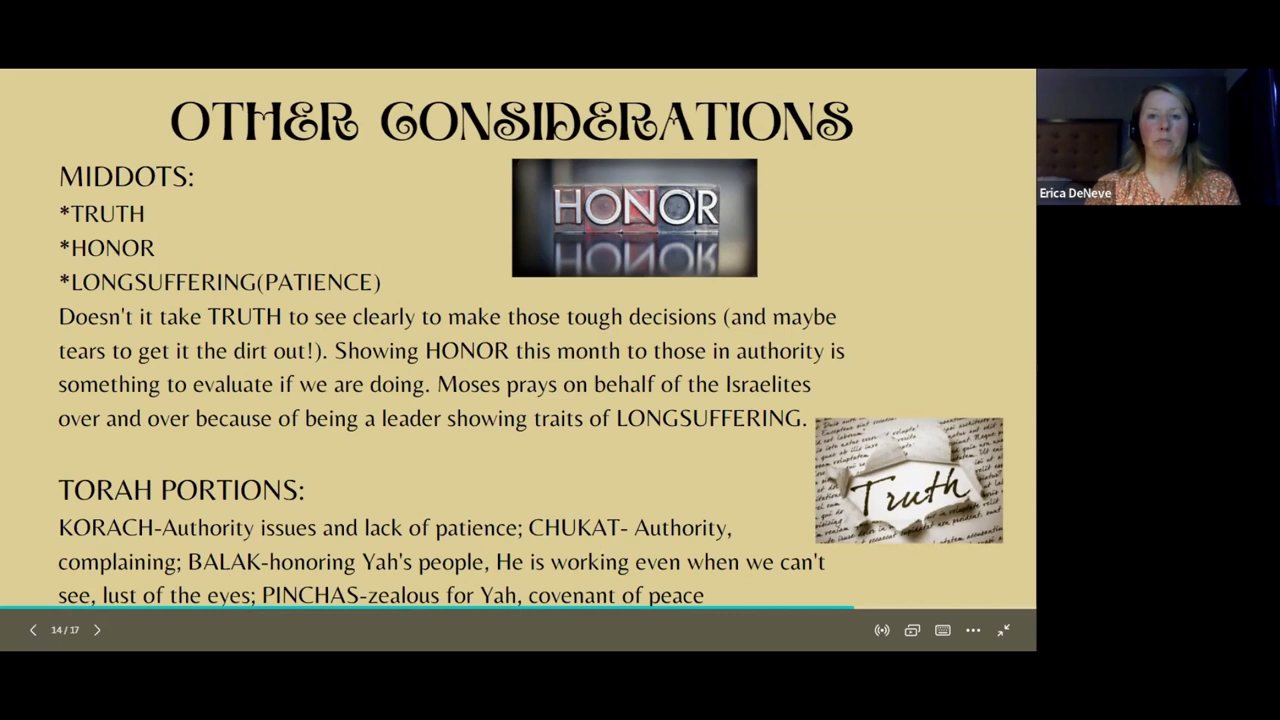 OTHER CONSIDERATIONS
MIDDOTS:
*TRUTH
*HONOR
*LONGSUFFERING(PATIENCE)
HONOR
Doesn't it take TRUTH to see clearly to make those tough decisions (and maybe
tears to get it the dirt out!). Showing HONOR this month to those in authority is
something to evaluate if we are doing. Moses prays on behalf of the Israelites
over and over because of being a leader showing traits of LONGSUFFERING.
Truth
TORAH PORTIONS:
KORACH-Authority issues and lack of patience; CHUKAT- Authority,
complaining; BALAK-honoring Yah's people, He is working even when we can't
see, lust of the eyes; PINCHAS-zealous for Yah, covenant of peace
14 / 17
Erica DeNeve